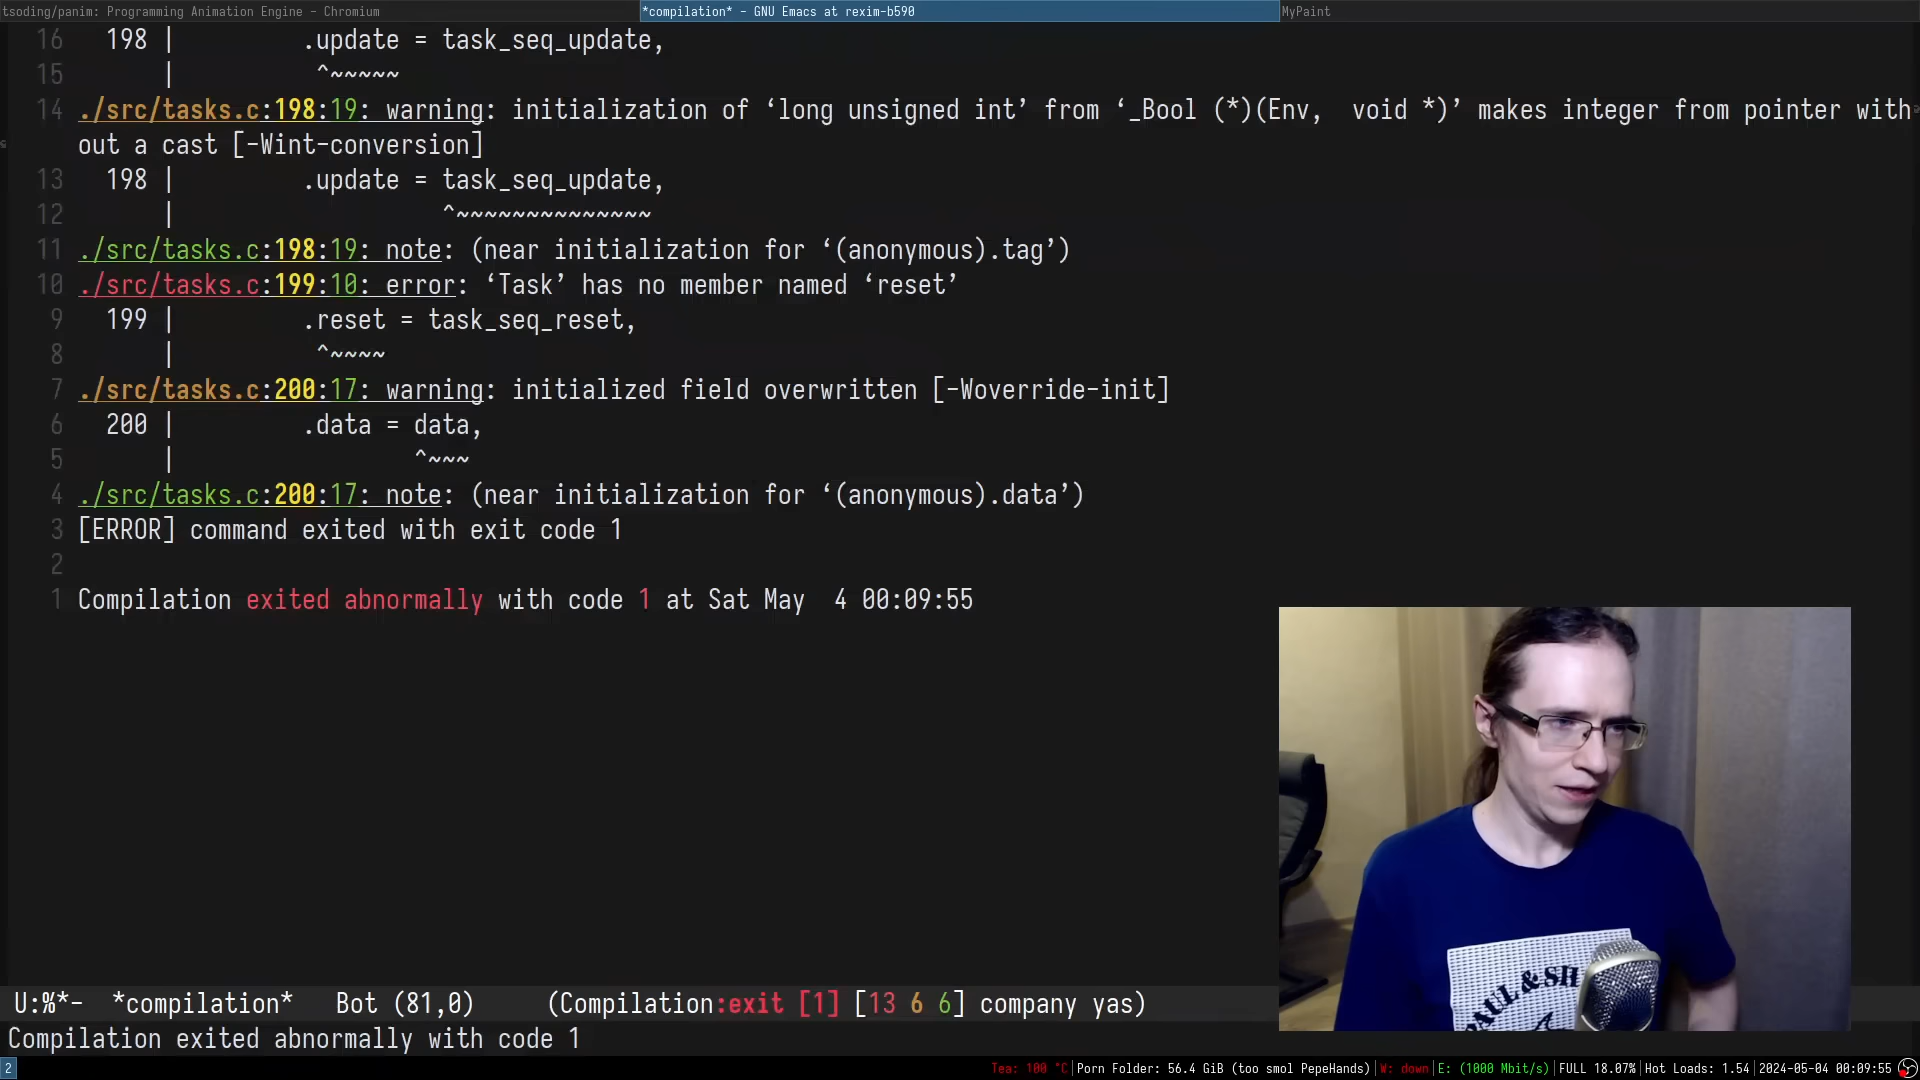 tsoding/panim: Programming Animation Engine - Chromium
*compilation* - GNU Emacs at rexim-b590
MyPaint
16 198 | .update = task_seq_update,
15 | ^~~~~~
14 ./src/tasks.c:198:19: warning: initialization of ‘long unsigned int’ from ‘_Bool (*)(Env,  void *)’ makes integer from pointer with
out a cast [-Wint-conversion]
13 198 | .update = task_seq_update,
12 | ^~~~~~~~~~~~~~~
11 ./src/tasks.c:198:19: note: (near initialization for ‘(anonymous).tag’)
10 ./src/tasks.c:199:10: error: ‘Task’ has no member named ‘reset’
9 199 | .reset = task_seq_reset,
8 | ^~~~~
7 ./src/tasks.c:200:17: warning: initialized field overwritten [-Woverride-init]
6 200 | .data = data,
5 | ^~~~
4 ./src/tasks.c:200:17: note: (near initialization for ‘(anonymous).data’)
3 [ERROR] command exited with exit code 1
2
1 Compilation exited abnormally with code 1 at Sat May  4 00:09:55
PAUL & SH
U:%*-  *compilation*   Bot (81,0)     (Compilation:exit [1] [13 6 6] company yas)
Compilation exited abnormally with code 1
2
Tea: 100 °C|Porn Folder: 56.4 GiB (too smol PepeHands)|W: down|E: (1000 Mbit/s)|FULL 18.07%|Hot Loads: 1.54|2024-05-04 00:09:55